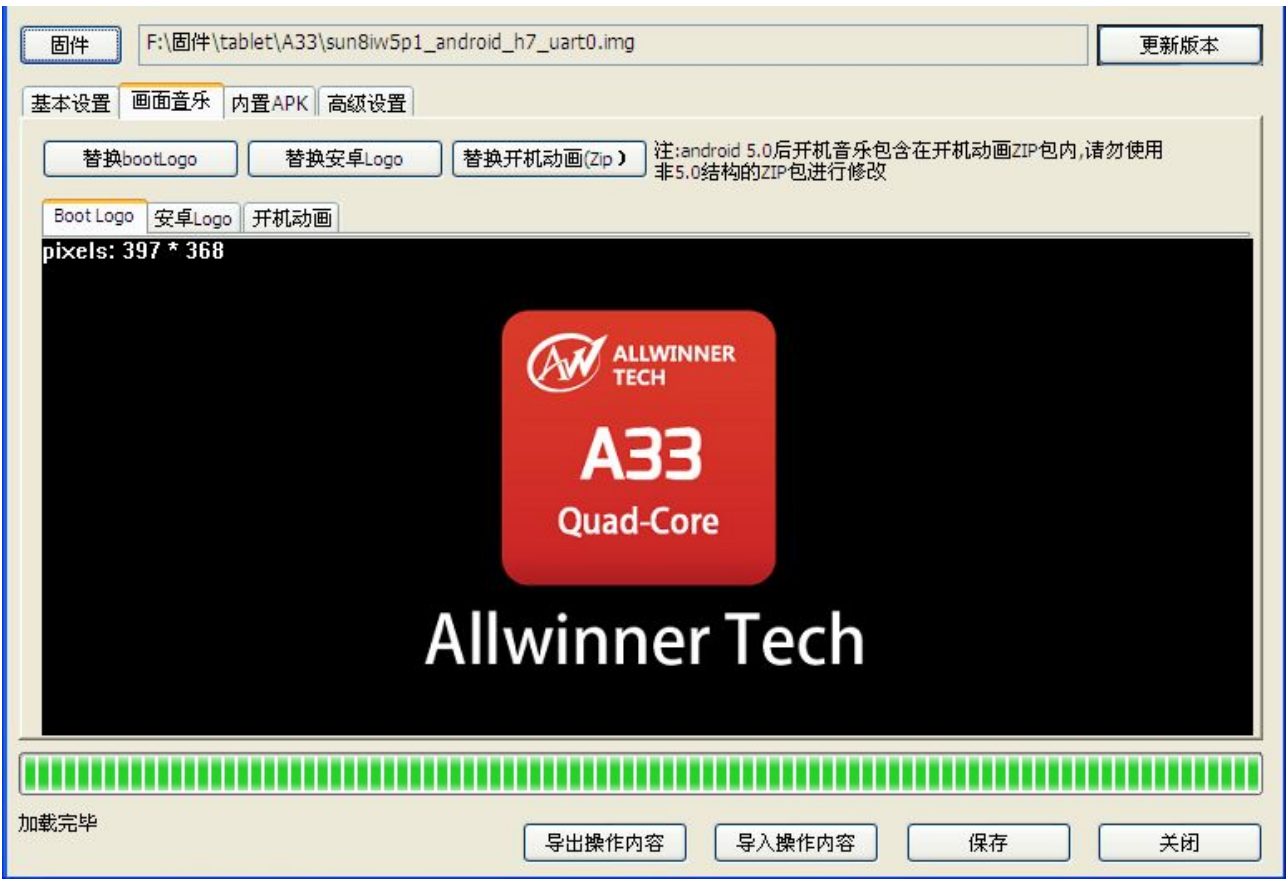 固件 F:\固件\tablet\A33\sun8iw5p1_android_h7_uart0.img 更新版本
基本设置 画面音乐 内置APK 高级设置
替换bootLogo 替换安卓Logo 替换开机动画(Zip) 注:android 5.0后开机音乐包含在开机动画ZIP包内,请勿使用
非5.0结构的ZIP包进行修改
Boot Logo 安卓Logo 开机动画
pixels: 397 * 368
AW ALLWINNER
TECH
A33
Quad-Core
Allwinner Tech
加载完毕
导出操作内容 导入操作内容 保存 关闭